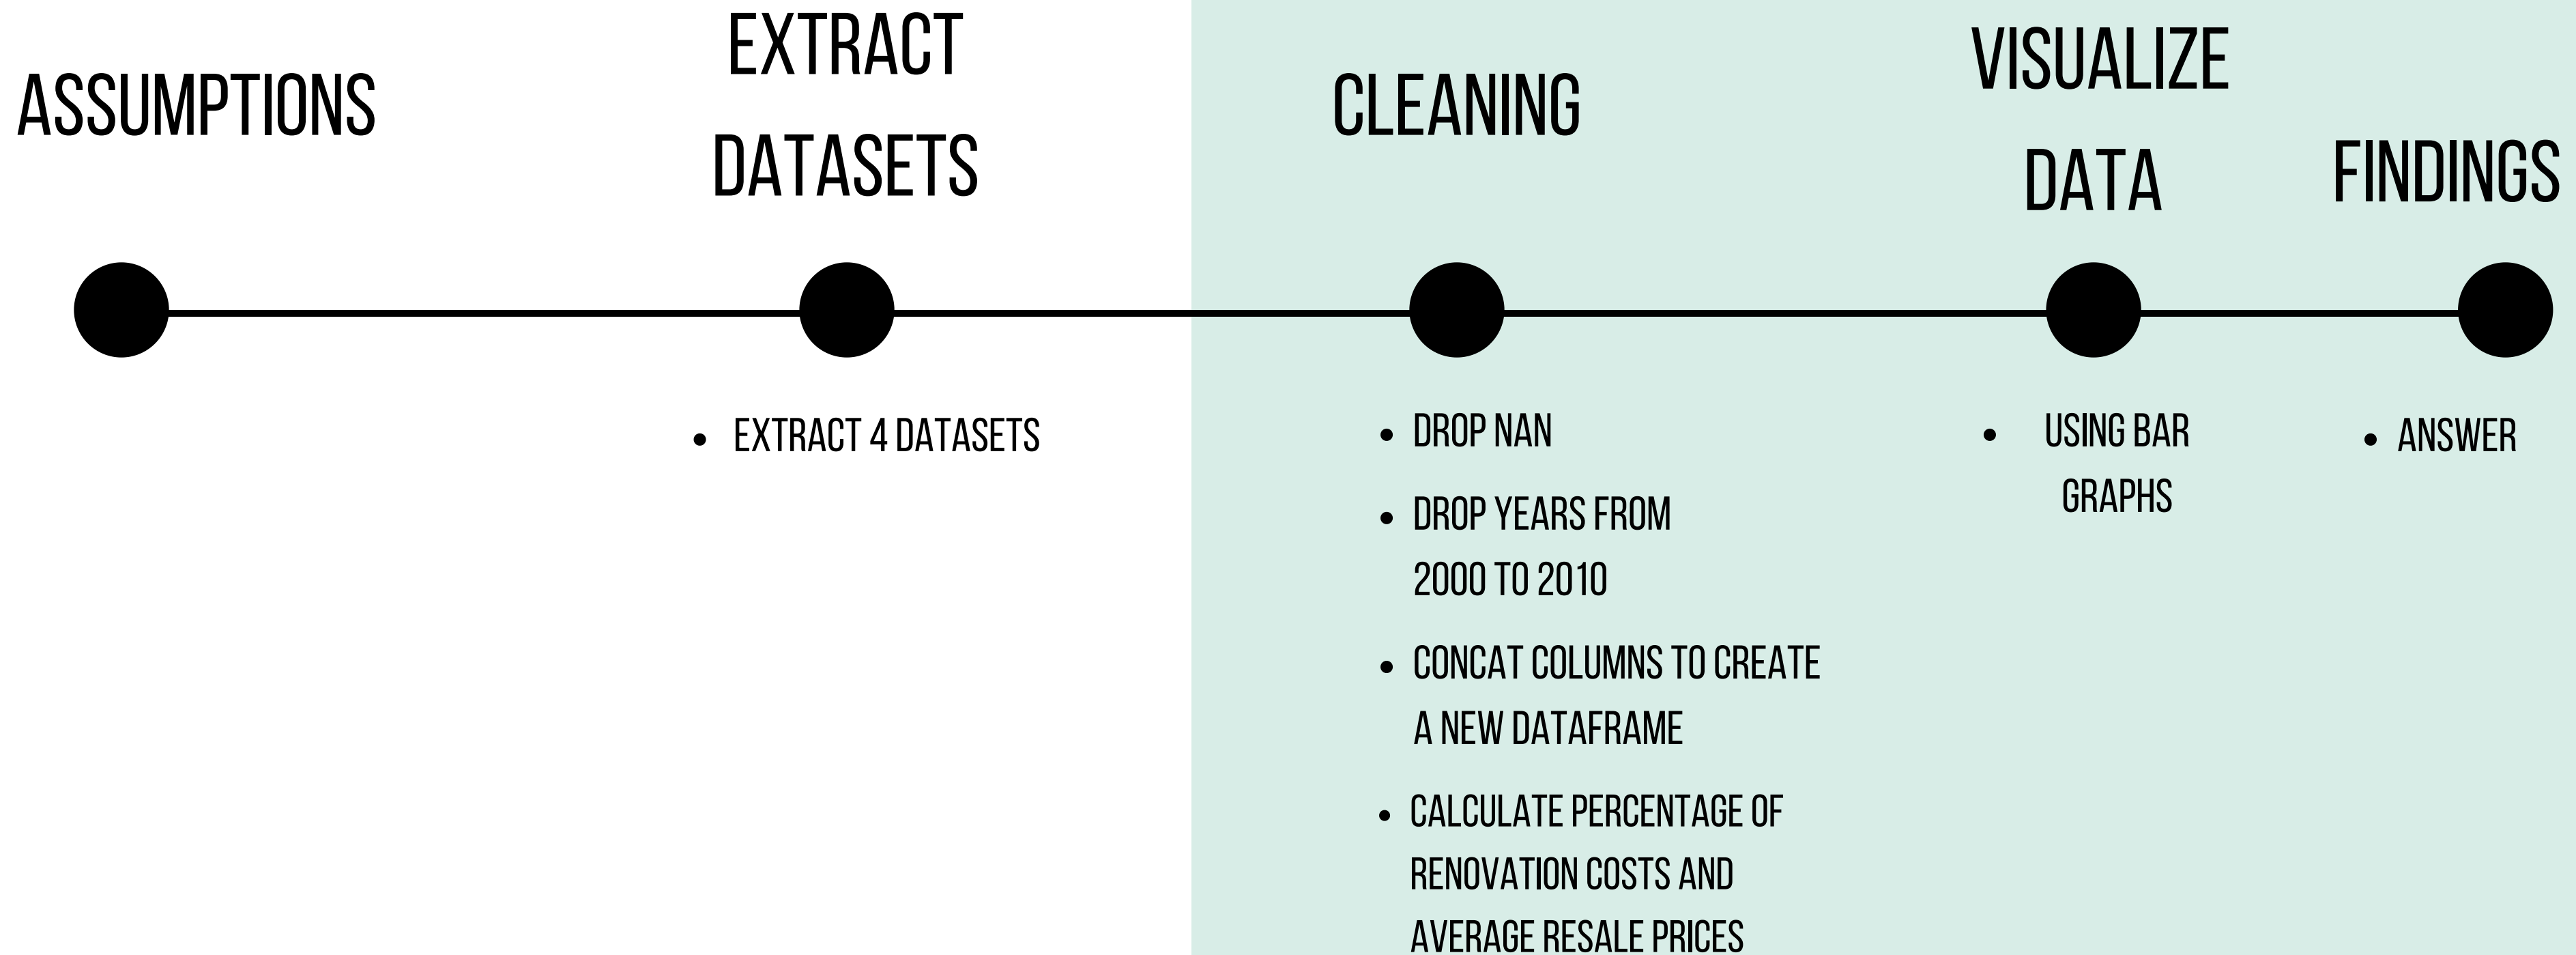 ASSUMPTIONS
EXTRACT
DATASETS
• EXTRACT 4 DATASETS
CLEANING
• DROP NAN
• DROP YEARS FROM
2000 TO 2010
• CONCAT COLUMNS TO CREATE
A NEW DATAFRAME
• CALCULATE PERCENTAGE OF
RENOVATION COSTS AND
AVERAGE RESALE PRICES
VISUALIZE
DATA
• USING BAR
GRAPHS
FINDINGS
• ANSWER